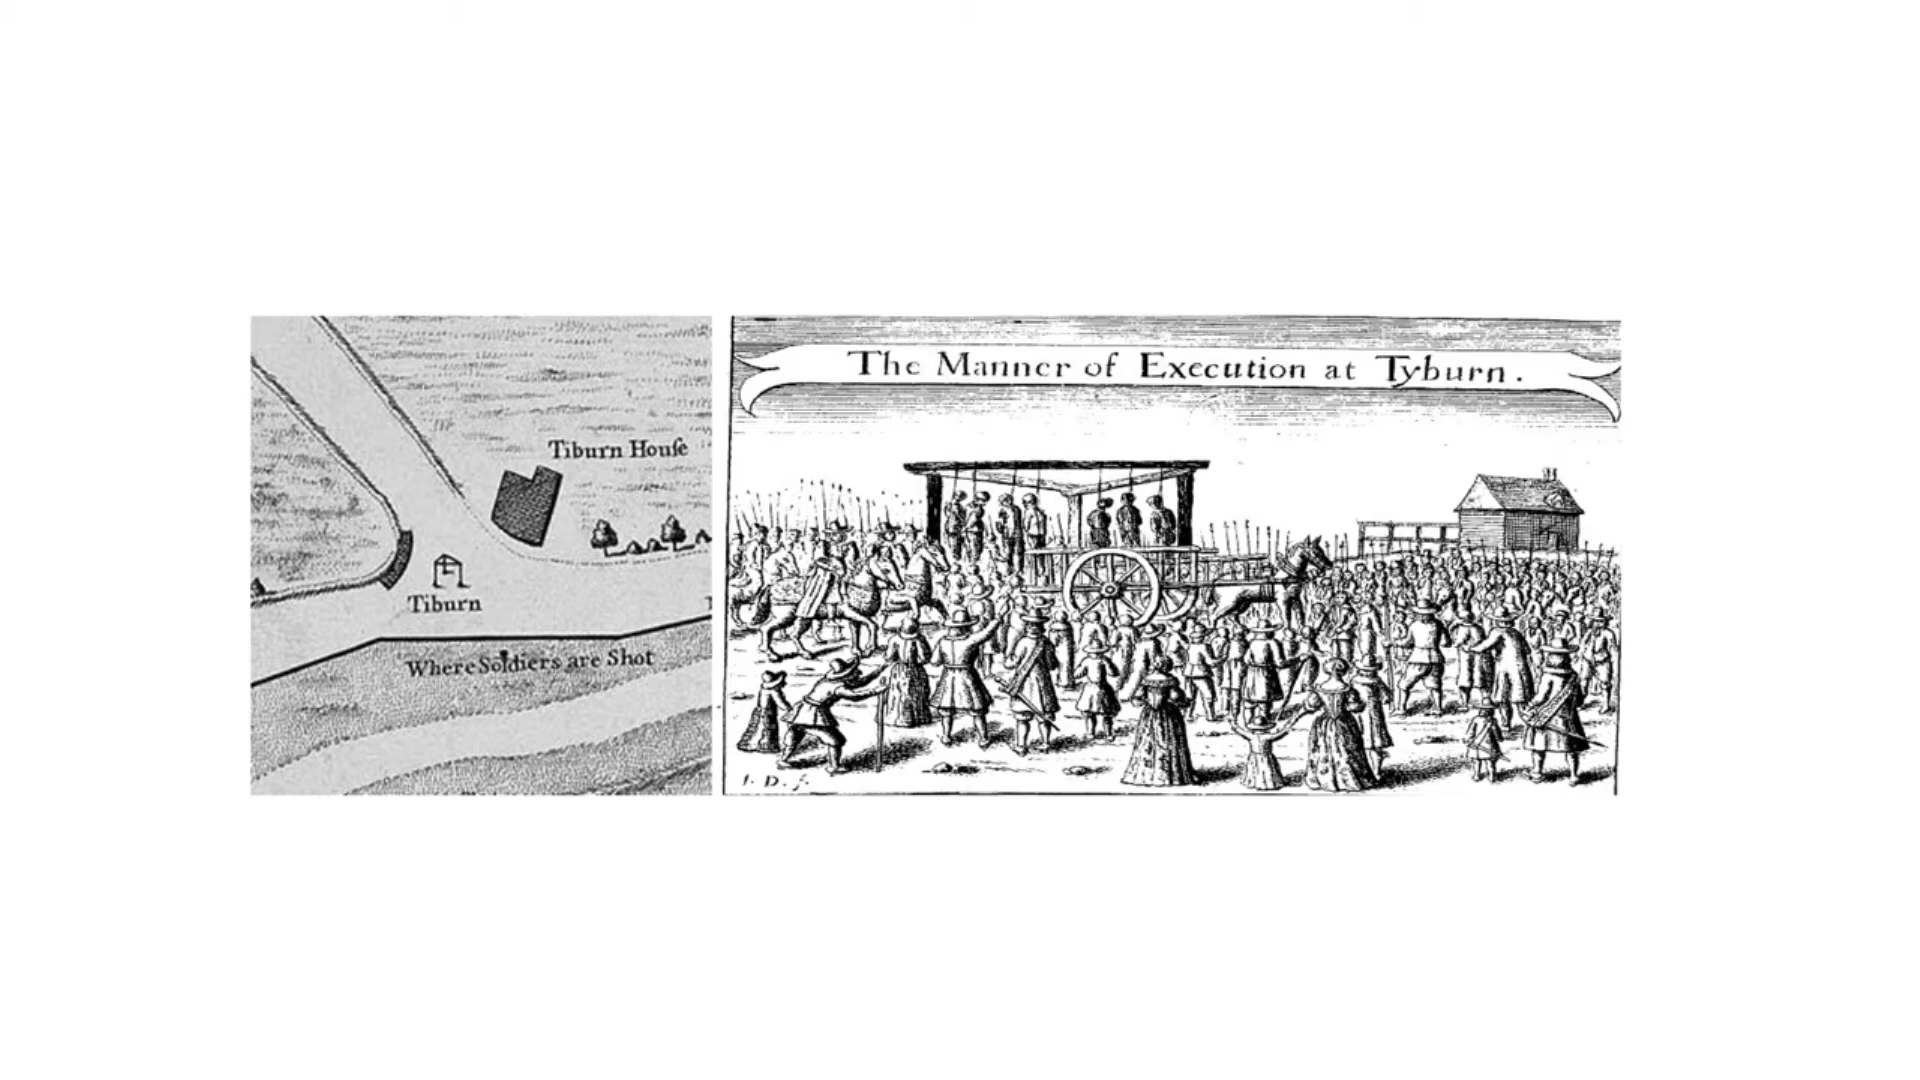 Tiburn Houſe
Tiburn
Where Soldiers are Shot
The Manner of Execution at Tyburn.
I. D. f.